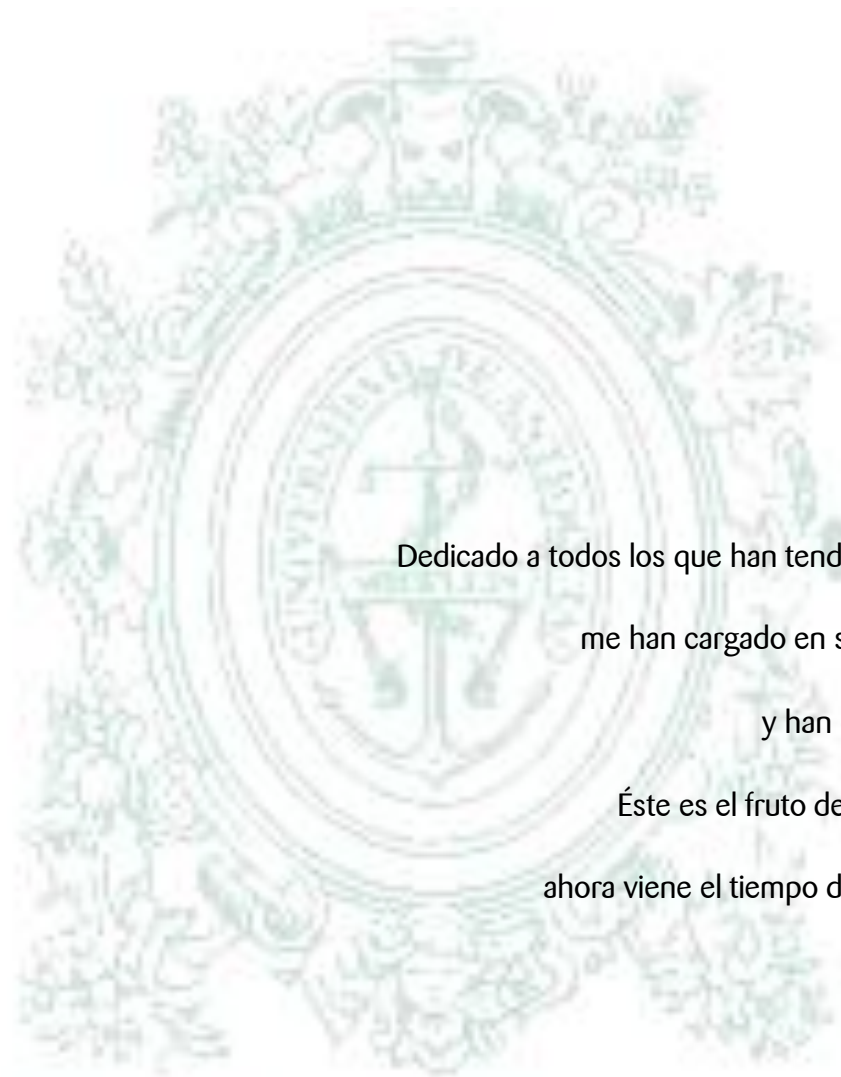 Dedicado a todos los que han tend
me han cargado en s
y han
Éste es el fruto de
ahora viene el tiempo d